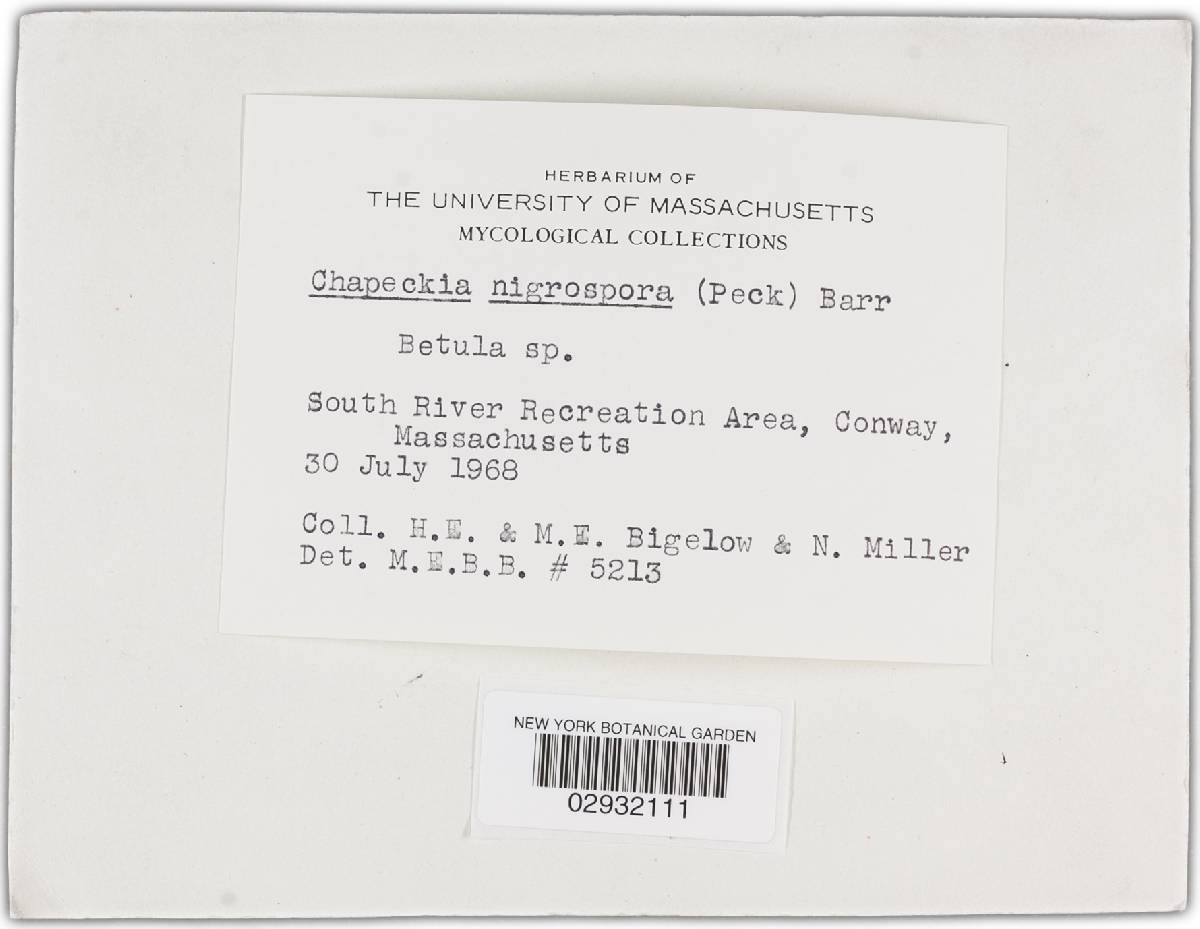 HERBARIUM OF
THE UNIVERSITY OF MASSACHUSETTS
MYCOLOGICAL COLLECTIONS
Chapeckia nigrospora (Peck) Barr
Betula sp.
South River Recreation Area, Conway,
Massachusetts
30 July 1968
Coll. H.E. & M.E. Bigelow & N. Miller
Det. M.E.B.B. # 5213
NEW YORK BOTANICAL GARDEN
02932111